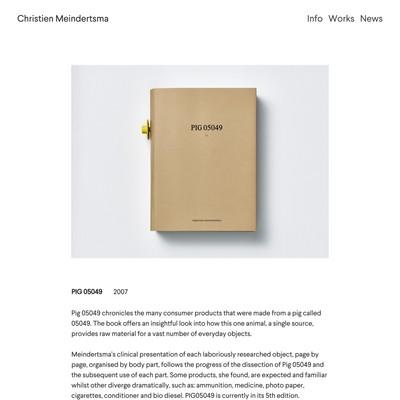 Christien Meindertsma
Info Works News
PIG 05049
PIG 05049 2007
Pig 05049 chronicles the many consumer products that were made from a pig called
05049. The book offers an insightful look into how this one animal, a single source,
provides raw material for a vast number of everyday objects.
Meindertsma's clinical presentation of each laboriously researched object, page by
page, organised by body part, follows the progress of the dissection of Pig 05049 and
the subsequent use of each part. Some products, she found, are expected and familiar
whilst other diverge dramatically, such as: ammunition, medicine, photo paper,
cigarettes, conditioner and bio diesel. PIG05049 is currently in its 5th edition.